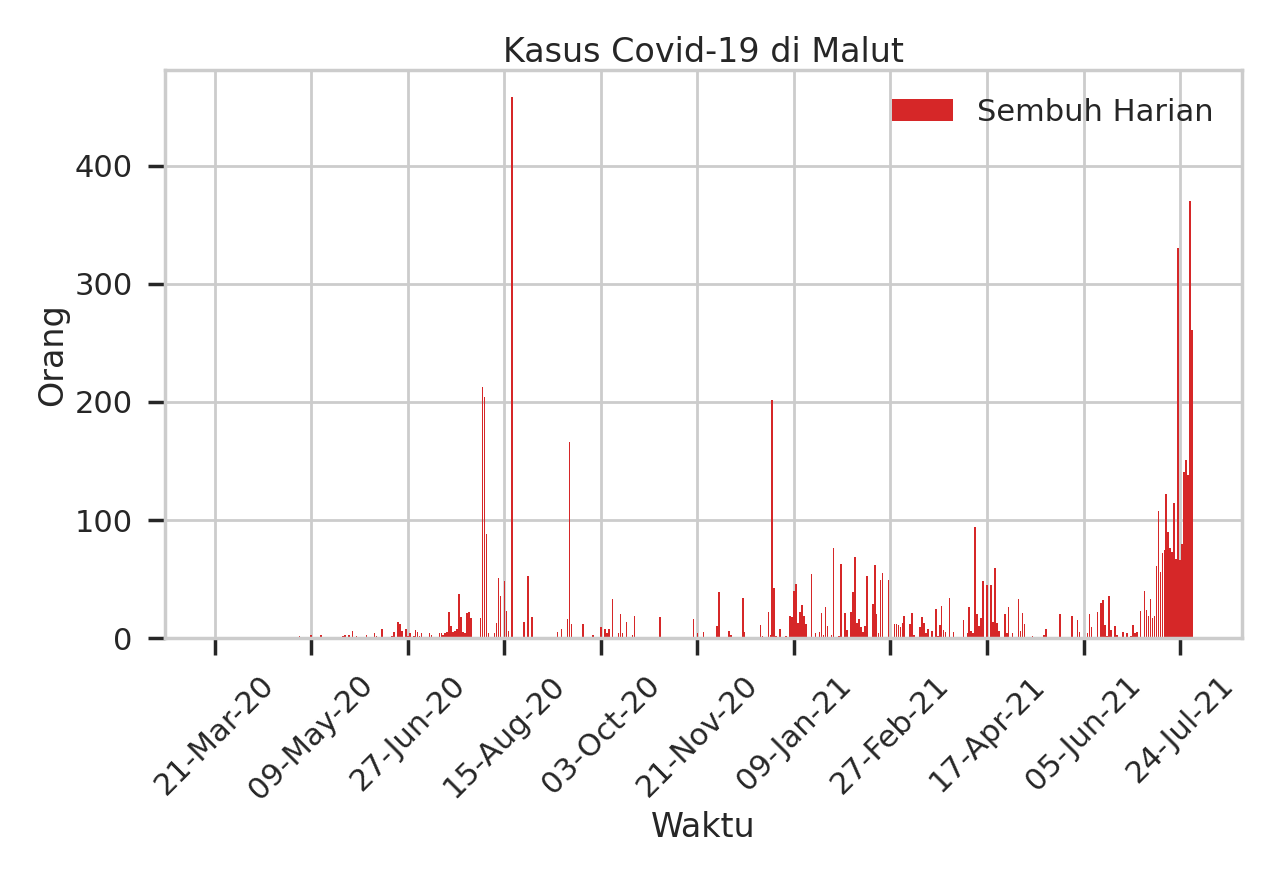 Kasus Covid-19 di Malut
Sembuh Harian
Orang
400
300
200
100
0
21-Mar-20
09-May-20
27-Jun-20
15-Aug-20
03-Oct-20
21-Nov-20
09-Jan-21
27-Feb-21
17-Apr-21
05-Jun-21
24-Jul-21
Waktu